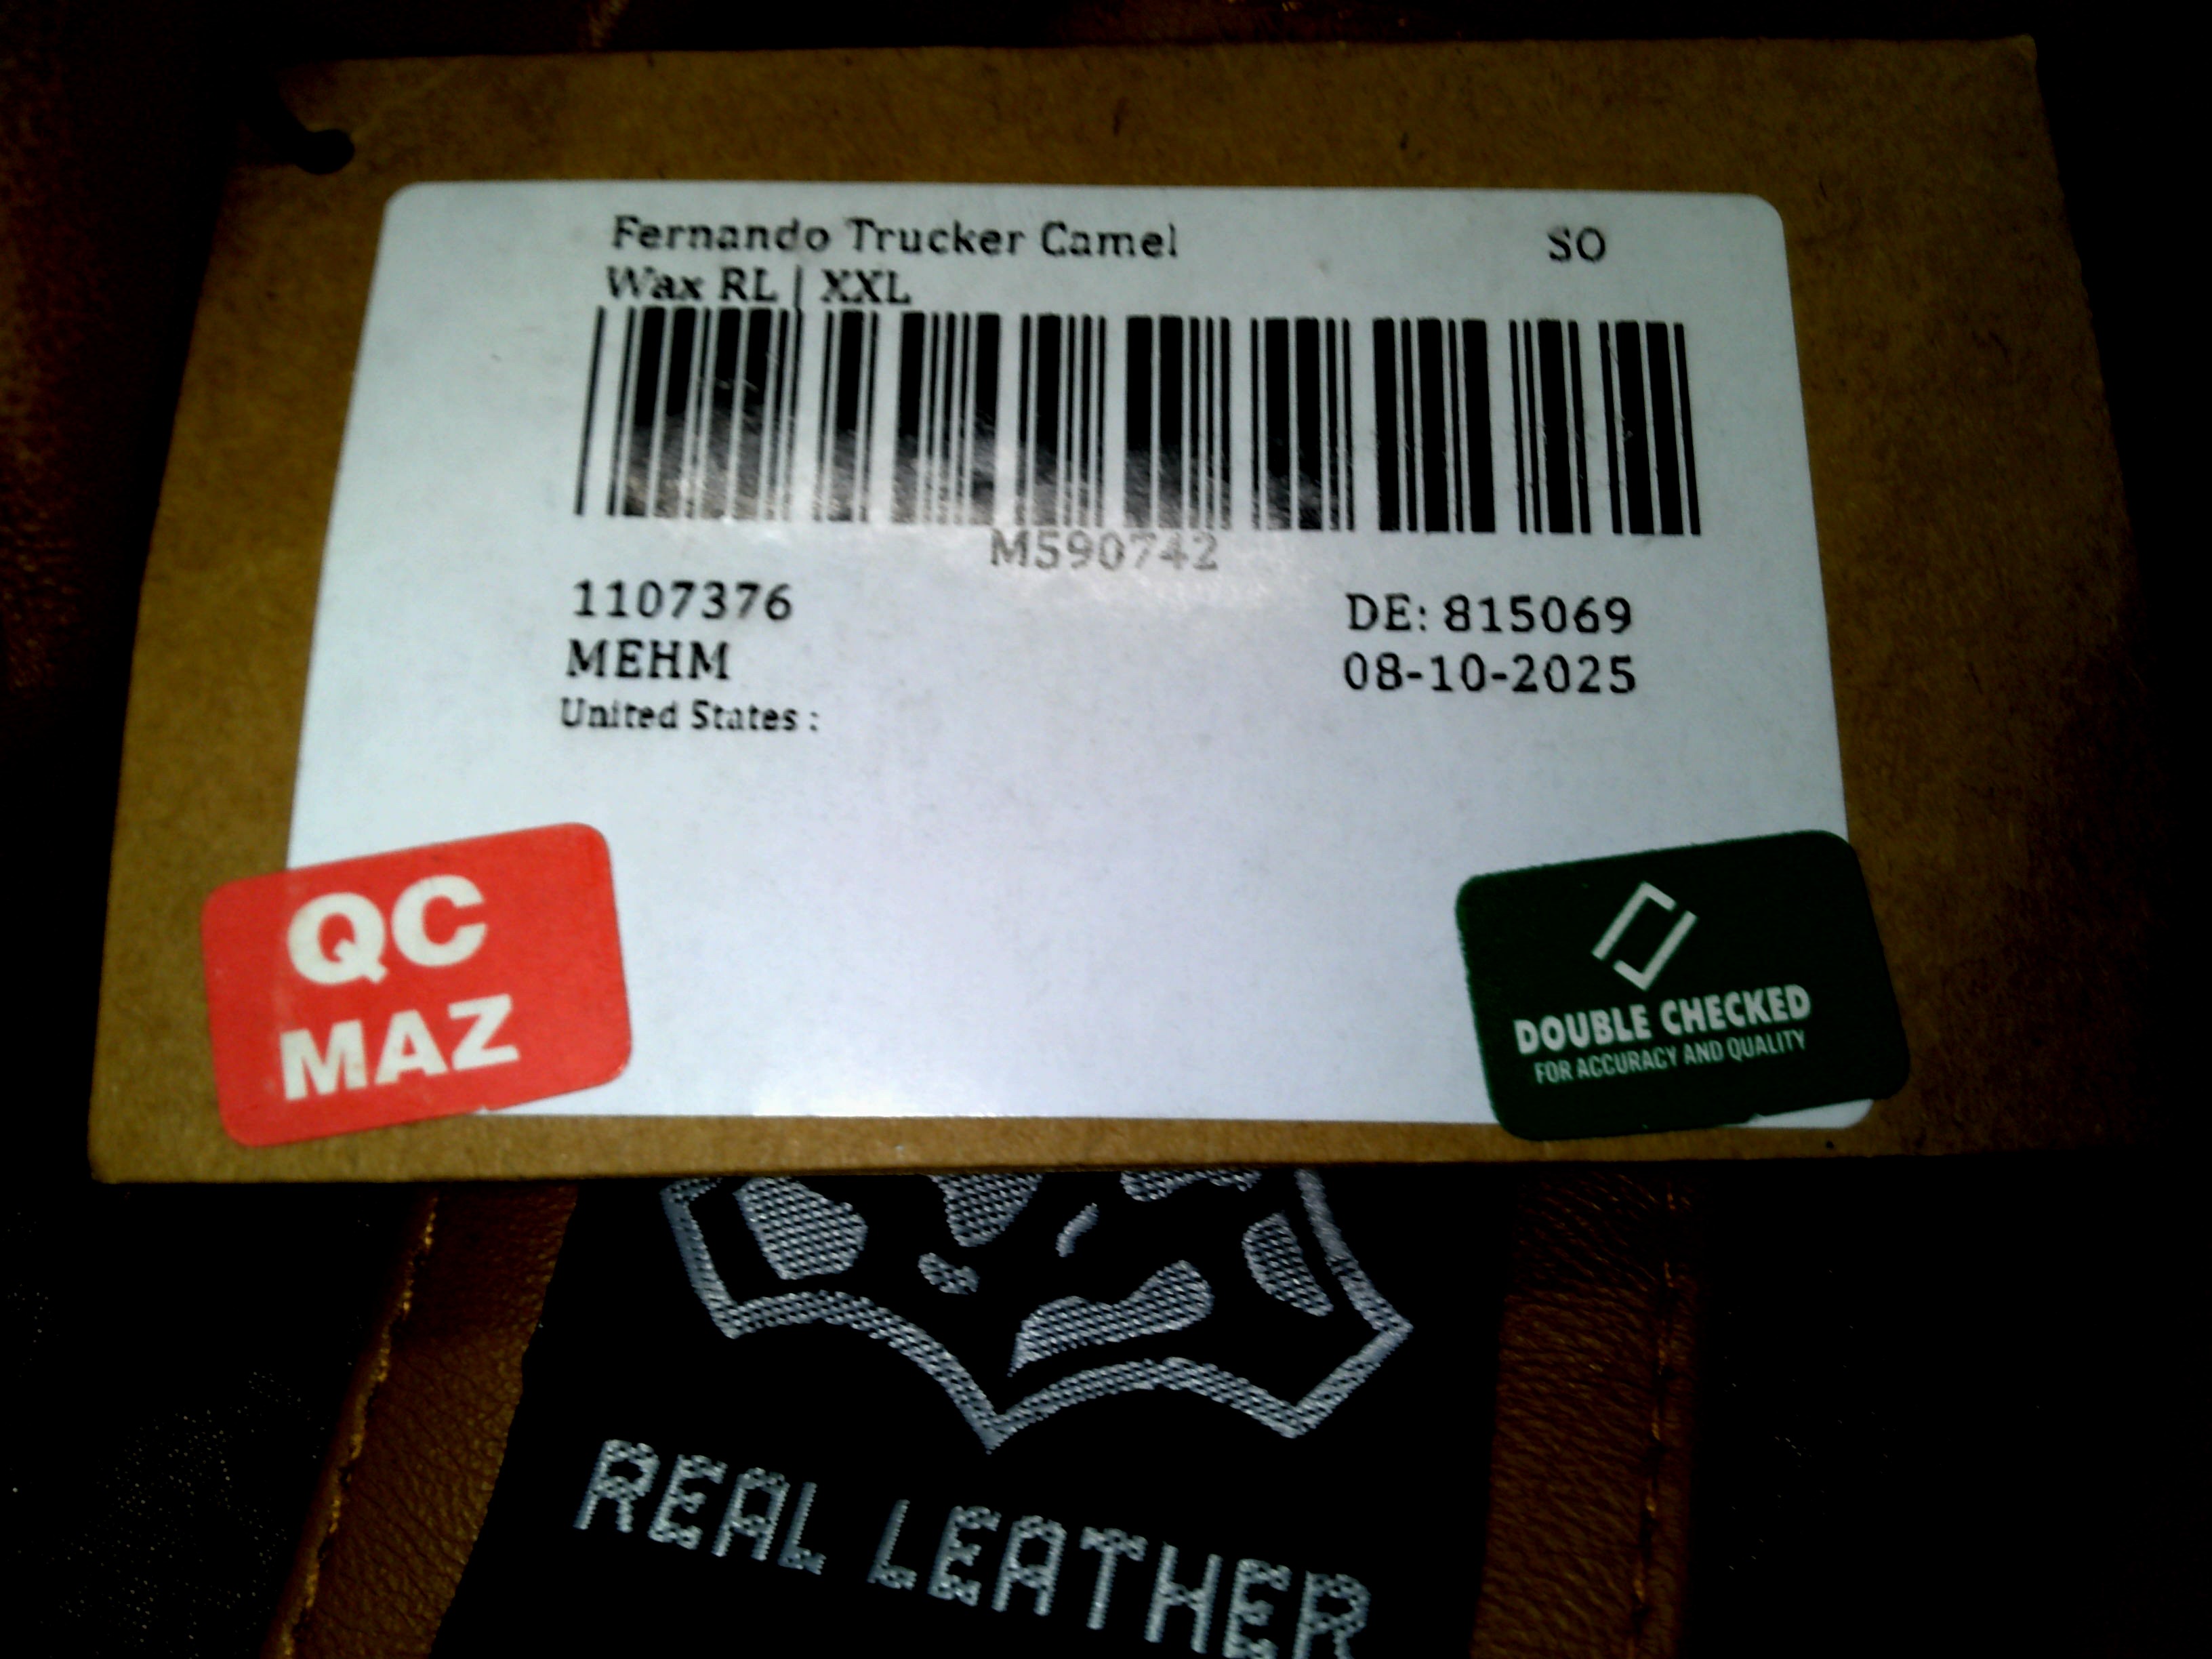 Fernando Trucker Camel
Wax RL | XXL
SO
M590742
1107376
MEHM
United States :
DE: 815069
08-10-2025
QC
MAZ
DOUBLE CHECKED
FOR ACCURACY AND QUALITY
REAL LEATHER